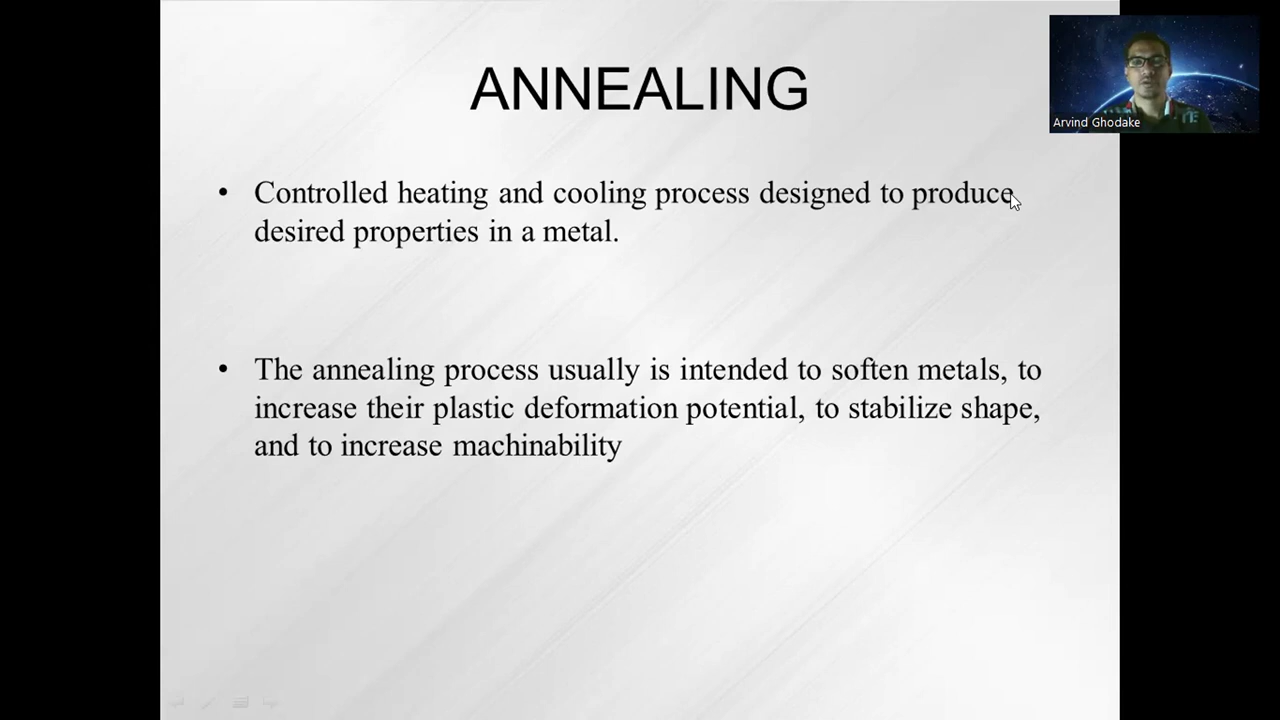 ANNEALING
Arvind Ghodake
• Controlled heating and cooling process designed to produce
desired properties in a metal.
• The annealing process usually is intended to soften metals, to
increase their plastic deformation potential, to stabilize shape,
and to increase machinability